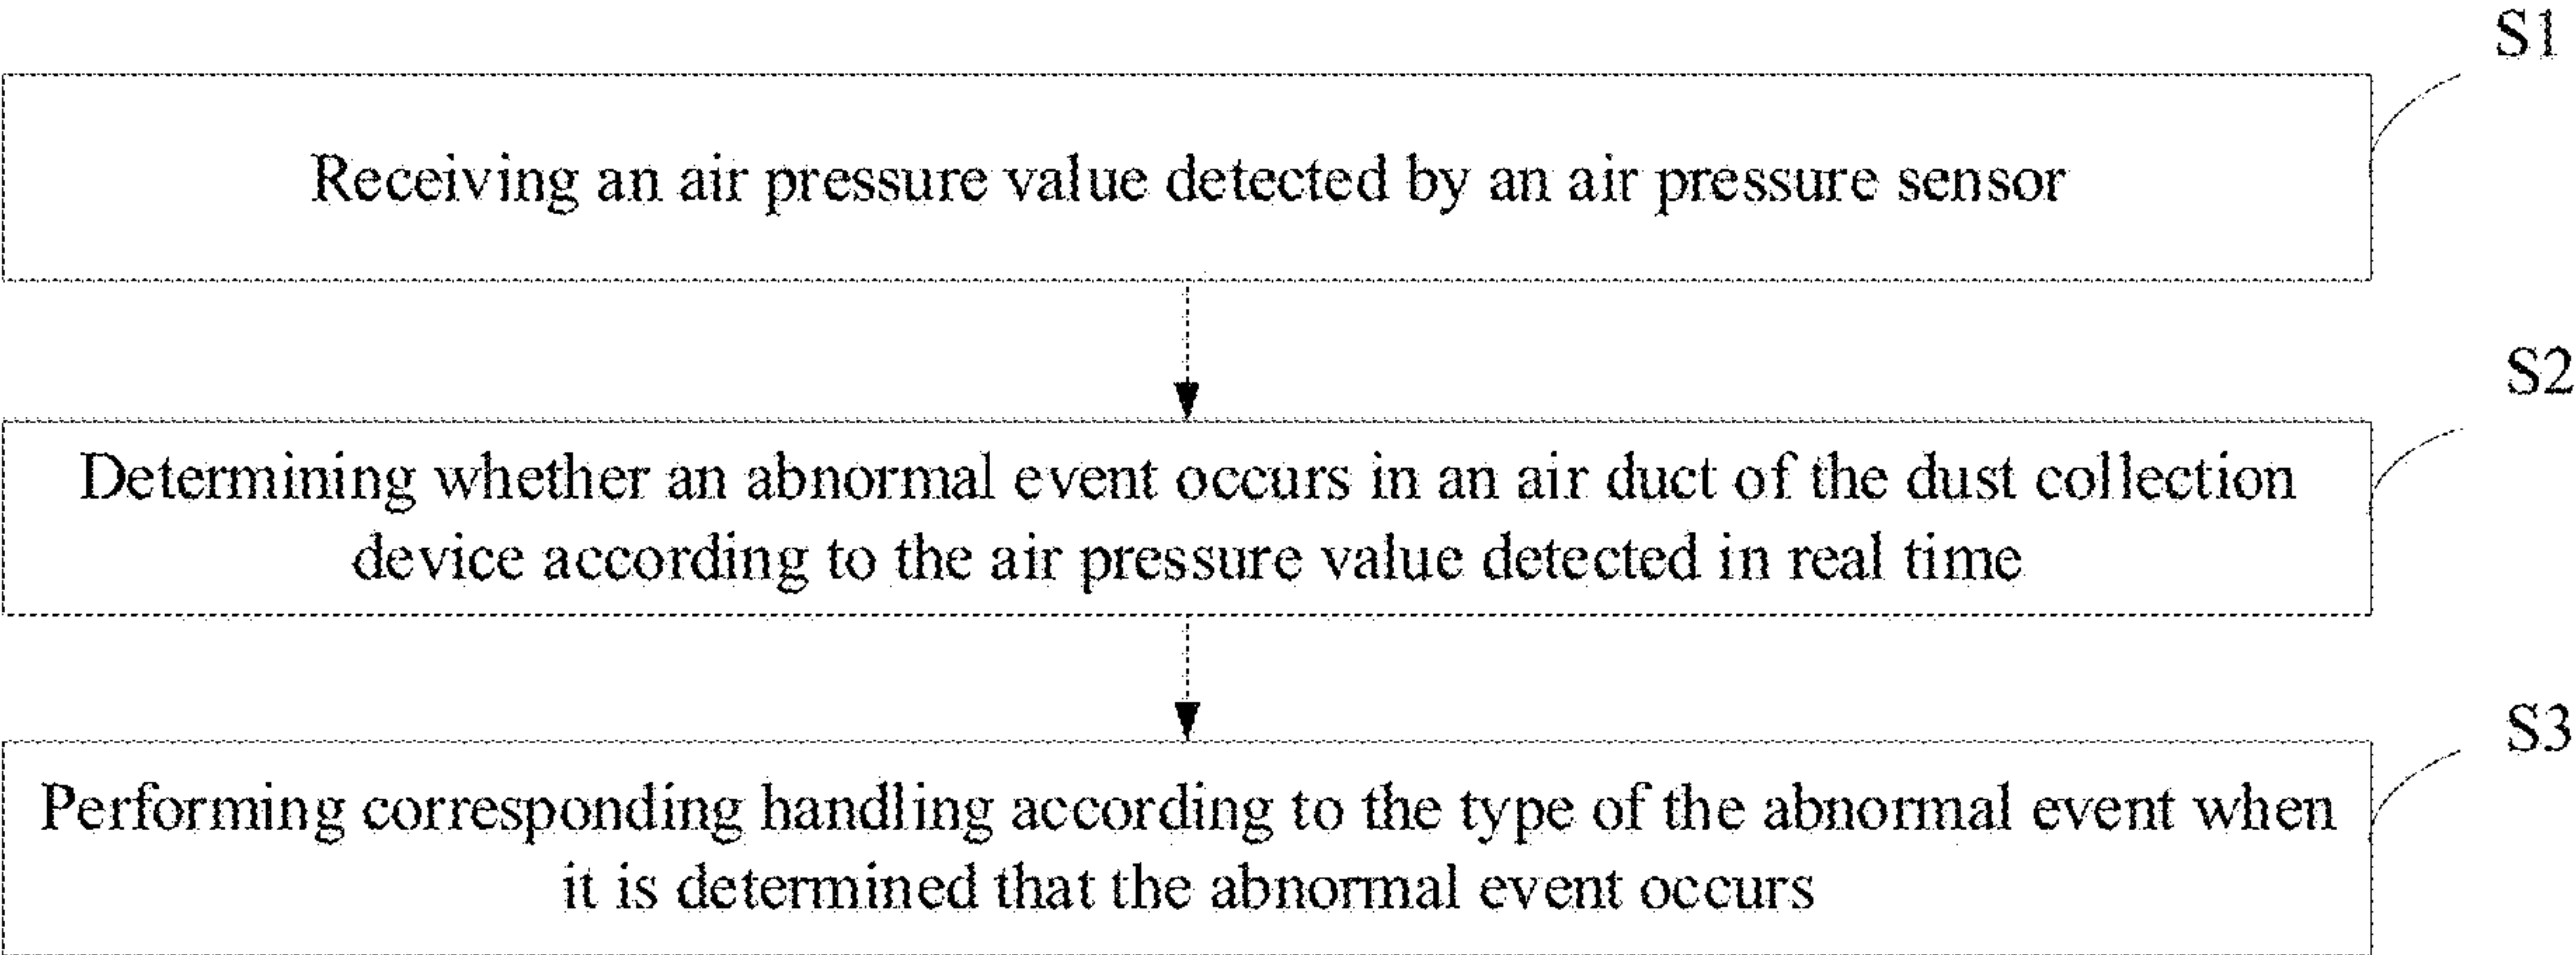 S1
Receiving an air pressure value detected by an air pressure sensor
S2
Determining whether an abnormal event occurs in an air duct of the dust collection
device according to the air pressure value detected in real time
S3
Performing corresponding handling according to the type of the abnormal event when
it is determined that the abnormal event occurs